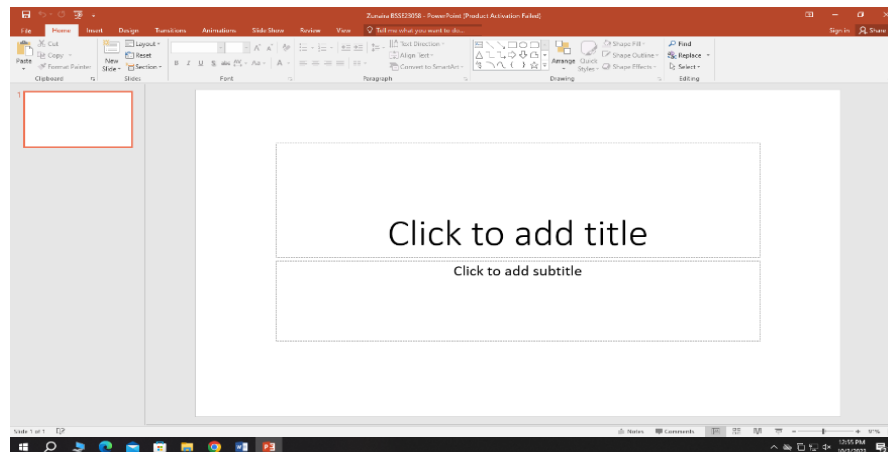 Zunaira BSSE23058 - PowerPoint (Product Activation Failed)
File Home Insert Design Transitions Animations Slide Show Review View Tell me what you want to do... Sign in Share
Paste
Cut
Copy
Format Painter
Clipboard
New Slide
Layout
Reset
Section
Slides
B I U S abc AV Aa A
Font
Text Direction
Align Text
Convert to SmartArt
Paragraph
Arrange
Quick Styles
Shape Fill
Shape Outline
Shape Effects
Drawing
Find
Replace
Select
Editing
1
Click to add title
Click to add subtitle
Slide 1 of 1 Notes Comments
12:55 PM